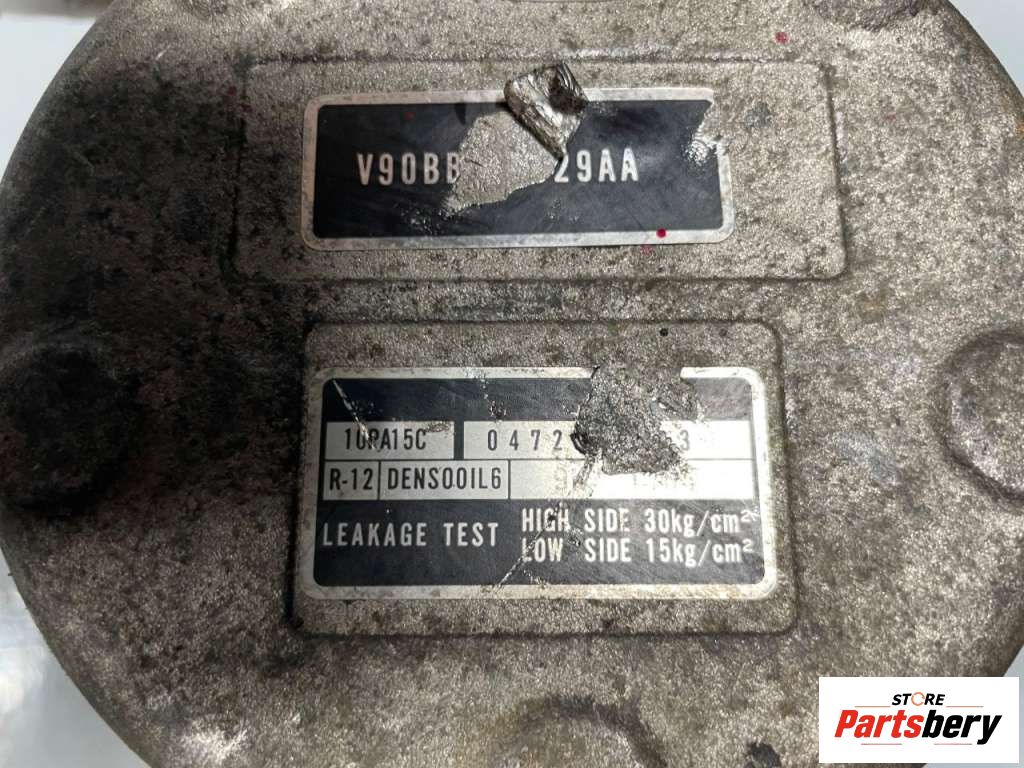 V90BB 29AA
10PA15C 0472 3
R-12 DENSOOIL6 9
LEAKAGE TEST HIGH SIDE 30kg/cm²
LOW SIDE 15kg/cm²
STORE
Partsbery